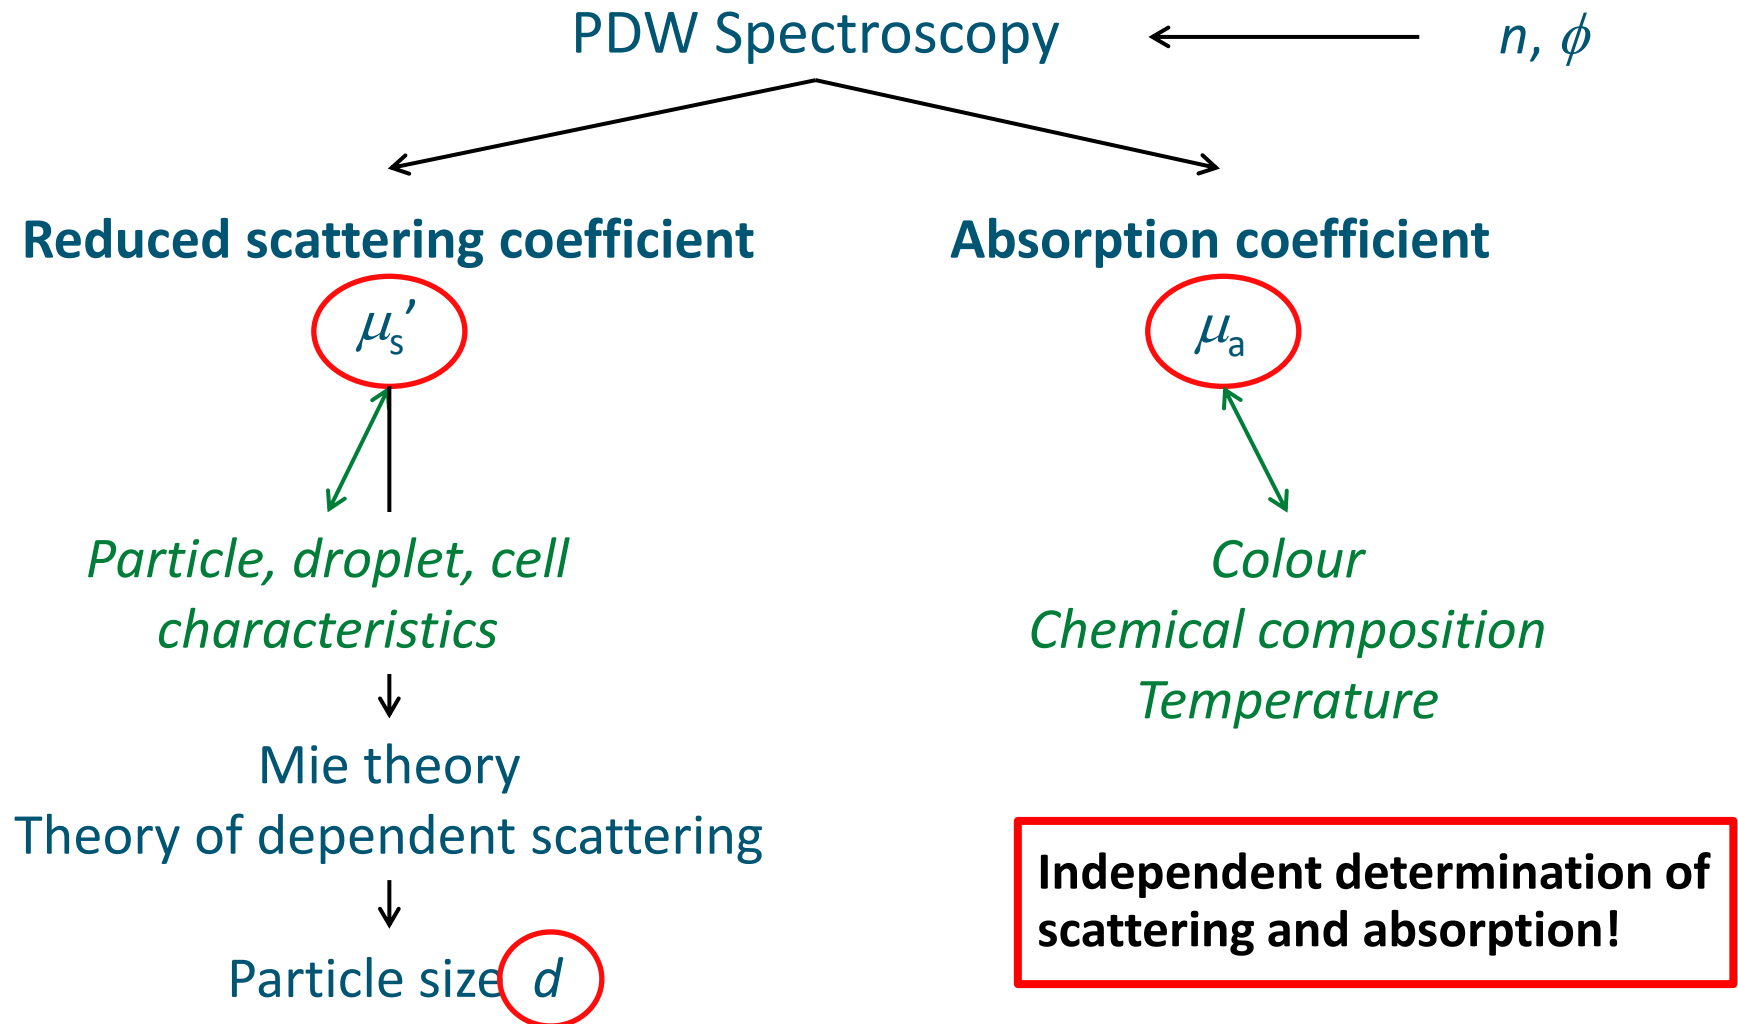 PDW Spectroscopy
n, ϕ
Reduced scattering coefficient
Absorption coefficient
μs′
μa
Particle, droplet, cell
characteristics
Colour
Chemical composition
Temperature
Mie theory
Theory of dependent scattering
Particle size d
Independent determination of
scattering and absorption!